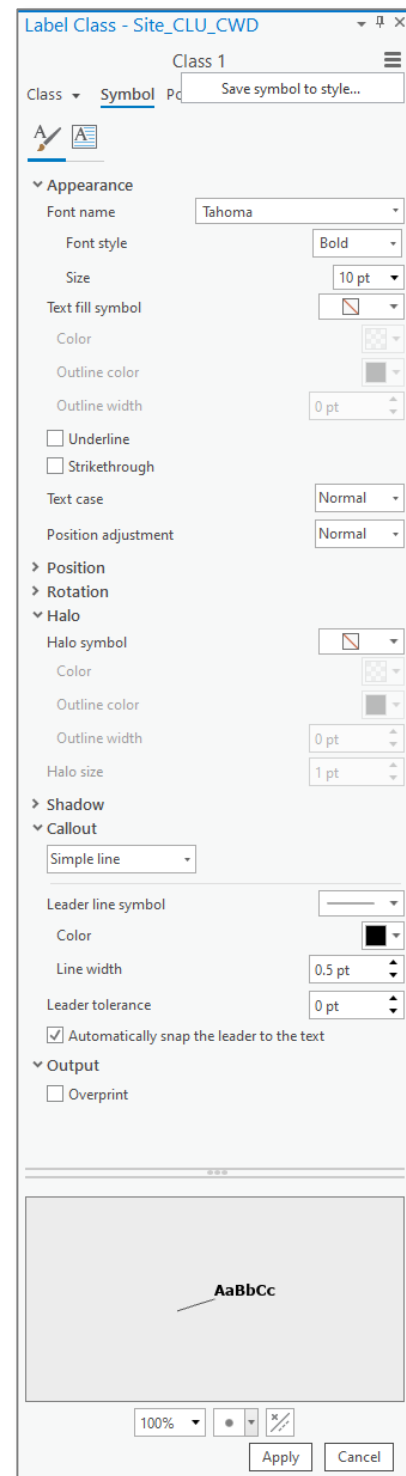 Label Class - Site_CLU_CWD
Class 1
Class Symbol Po Save symbol to style...
Appearance
Font name Tahoma
Font style Bold
Size 10 pt
Text fill symbol
Color
Outline color
Outline width 0 pt
Underline
Strikethrough
Text case Normal
Position adjustment Normal
Position
Rotation
Halo
Halo symbol
Color
Outline color
Outline width 0 pt
Halo size 1 pt
Shadow
Callout
Simple line
Leader line symbol
Color
Line width 0.5 pt
Leader tolerance 0 pt
Automatically snap the leader to the text
Output
Overprint
AaBbCc
100%
Apply Cancel